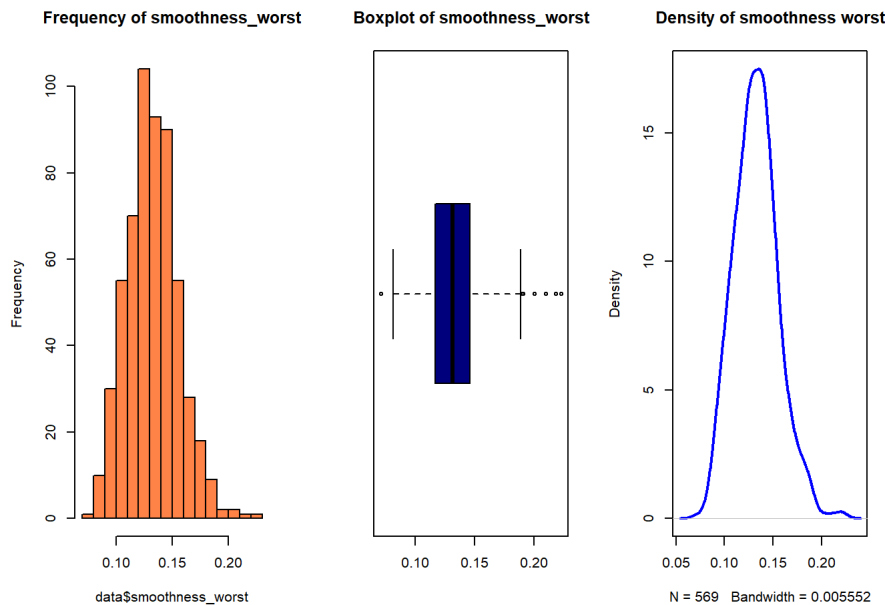 Frequency of smoothness_worst
Frequency
0
20
40
60
80
100
0.10 0.15 0.20
data$smoothness_worst
Boxplot of smoothness_worst
0.10 0.15 0.20
Density of smoothness worst
Density
0
5
10
15
0.05 0.10 0.15 0.20
N = 569 Bandwidth = 0.005552